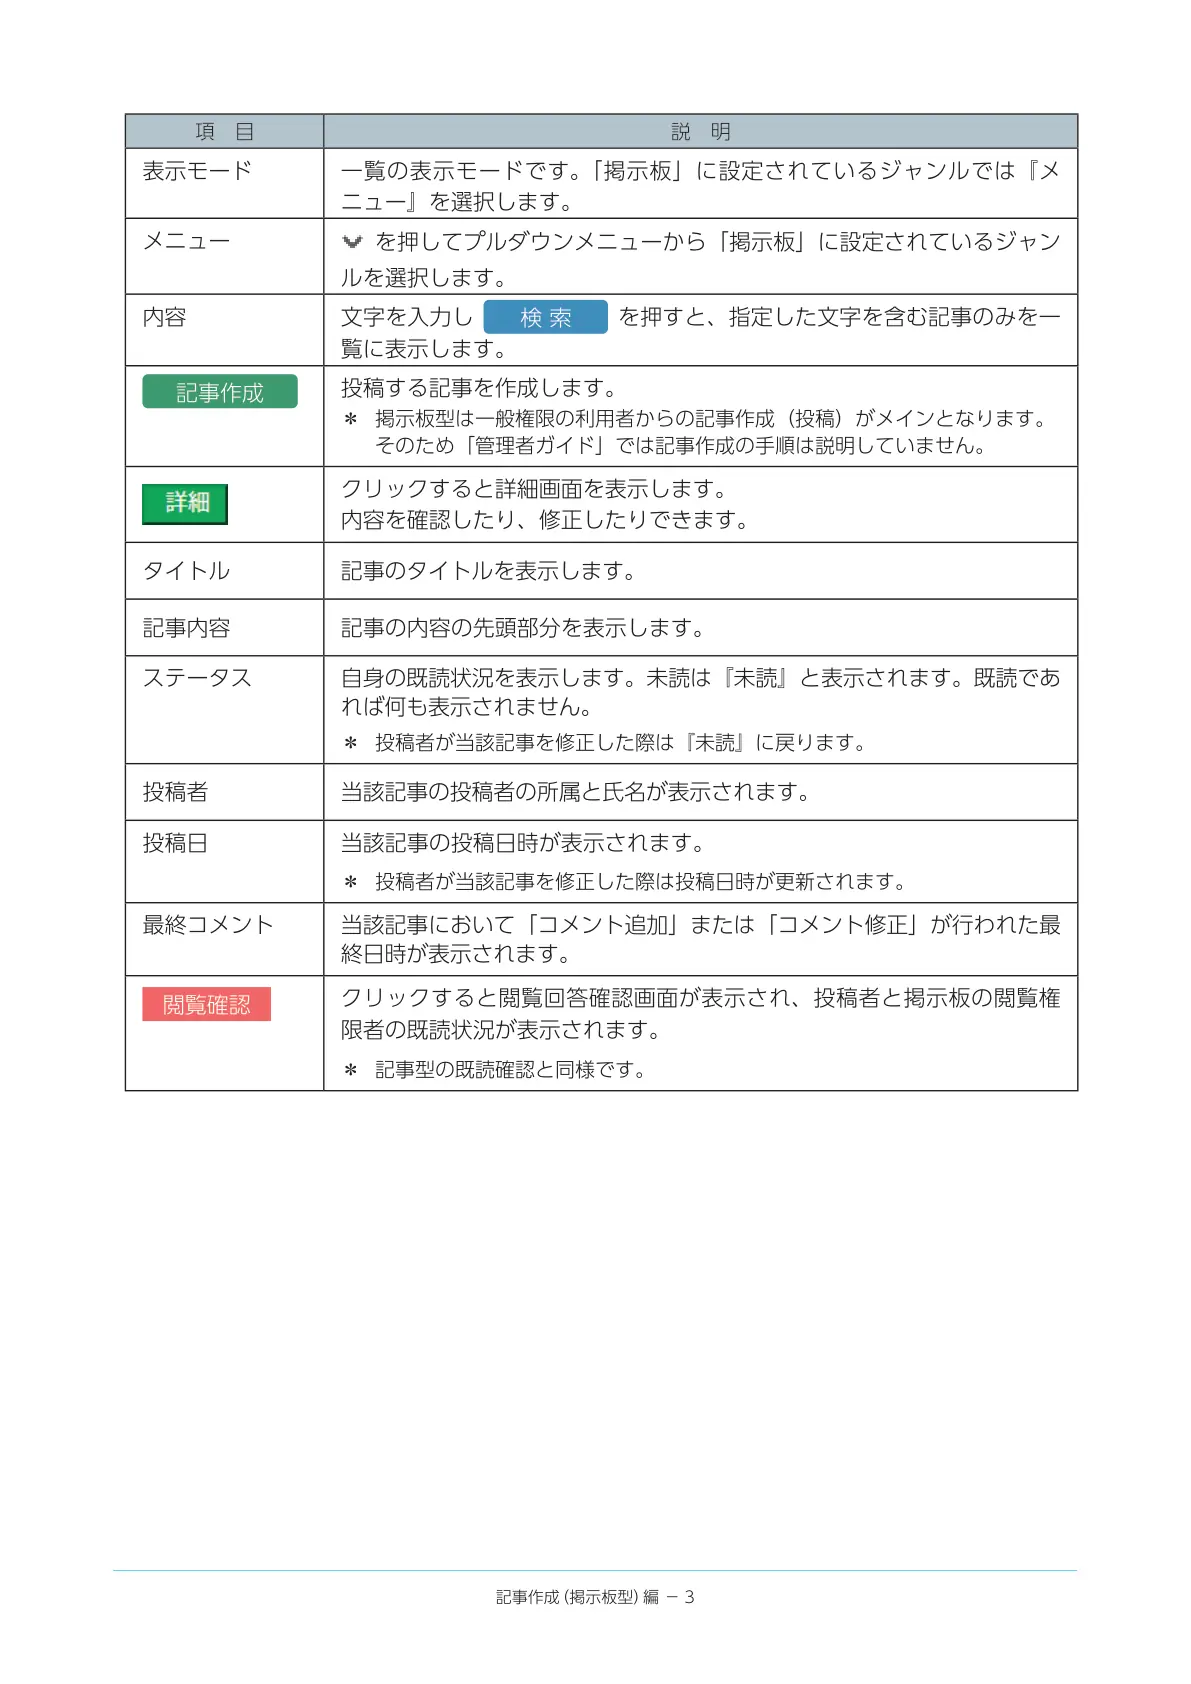 項　目
説　明
表示モード
一覧の表示モードです。「掲示板」に設定されているジャンルでは『メ
ニュー』を選択します。
メニュー
を押してプルダウンメニューから「掲示板」に設定されているジャン
ルを選択します。
内容
文字を入力し 検 索 を押すと、指定した文字を含む記事のみを一
覧に表示します。
記事作成
投稿する記事を作成します。
＊ 掲示板型は一般権限の利用者からの記事作成（投稿）がメインとなります。
そのため「管理者ガイド」では記事作成の手順は説明していません。
詳細
クリックすると詳細画面を表示します。
内容を確認したり、修正したりできます。
タイトル
記事のタイトルを表示します。
記事内容
記事の内容の先頭部分を表示します。
ステータス
自身の既読状況を表示します。未読は『未読』と表示されます。既読であ
れば何も表示されません。
＊ 投稿者が当該記事を修正した際は『未読』に戻ります。
投稿者
当該記事の投稿者の所属と氏名が表示されます。
投稿日
当該記事の投稿日時が表示されます。
＊ 投稿者が当該記事を修正した際は投稿日時が更新されます。
最終コメント
当該記事において「コメント追加」または「コメント修正」が行われた最
終日時が表示されます。
閲覧確認
クリックすると閲覧回答確認画面が表示され、投稿者と掲示板の閲覧権
限者の既読状況が表示されます。
＊ 記事型の既読確認と同様です。
記事作成（掲示板型）編 － 3